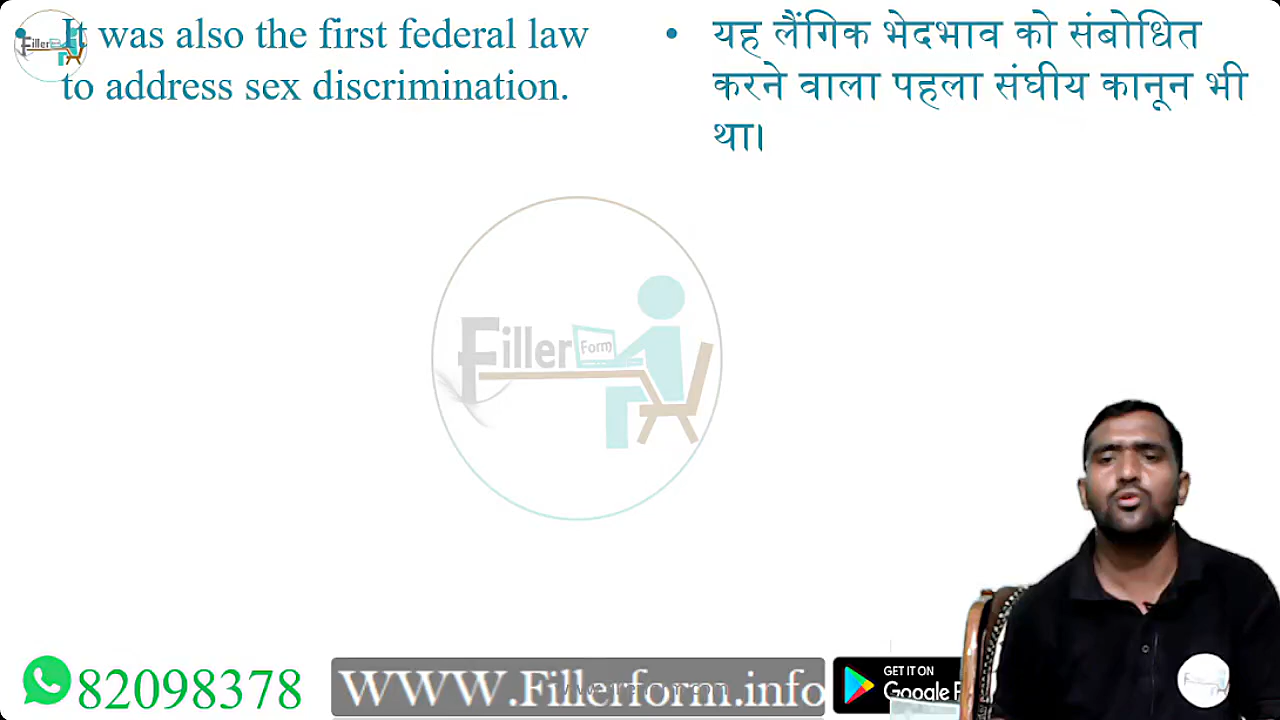 It was also the first federal law
to address sex discrimination.
• यह लैंगिक भेदभाव को संबोधित
करने वाला पहला संघीय कानून भी
था।
Filler
Form
82098378
WWW.Fillerform.info
GET IT ON
Google